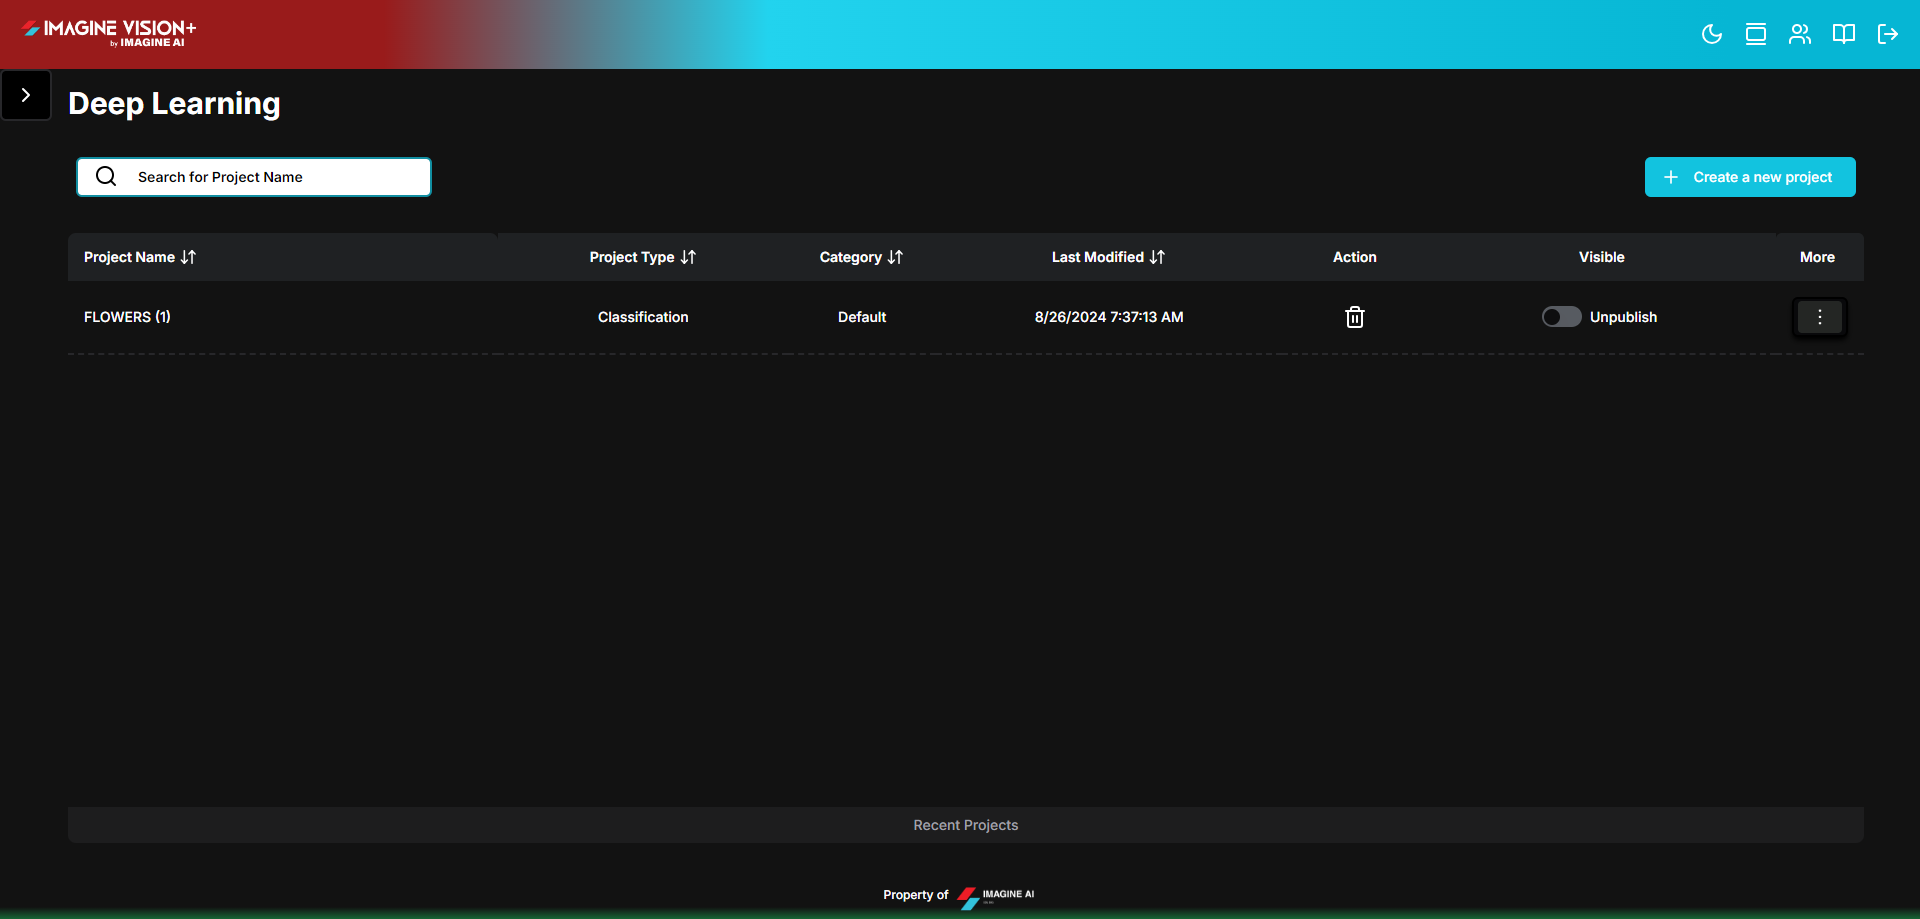 IMAGINE VISION+
by IMAGINE AI
Deep Learning
Search for Project Name
Create a new project
Project Name Project Type Category Last Modified Action Visible More
FLOWERS (1) Classification Default 8/26/2024 7:37:13 AM Unpublish
Recent Projects
Property of IMAGINE AI